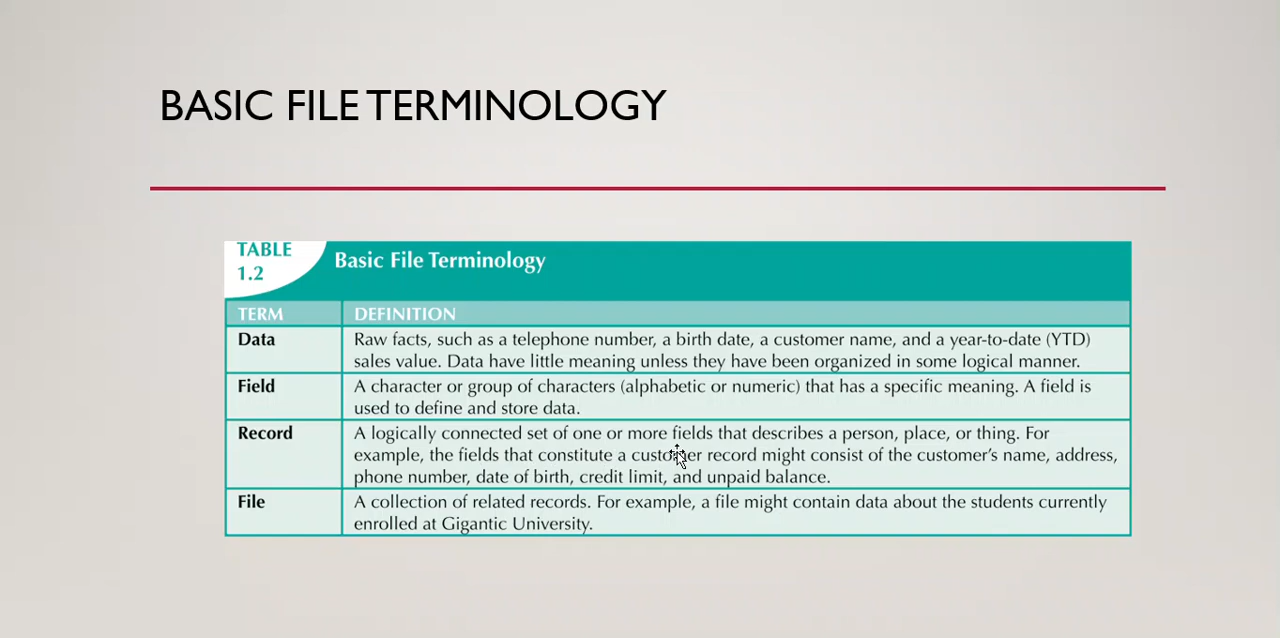 BASIC FILE TERMINOLOGY
TABLE
1.2
Basic File Terminology
TERM
DEFINITION
Data
Raw facts, such as a telephone number, a birth date, a customer name, and a year-to-date (YTD)
sales value. Data have little meaning unless they have been organized in some logical manner.
Field
A character or group of characters (alphabetic or numeric) that has a specific meaning. A field is
used to define and store data.
Record
A logically connected set of one or more fields that describes a person, place, or thing. For
example, the fields that constitute a customer record might consist of the customer's name, address,
phone number, date of birth, credit limit, and unpaid balance.
File
A collection of related records. For example, a file might contain data about the students currently
enrolled at Gigantic University.